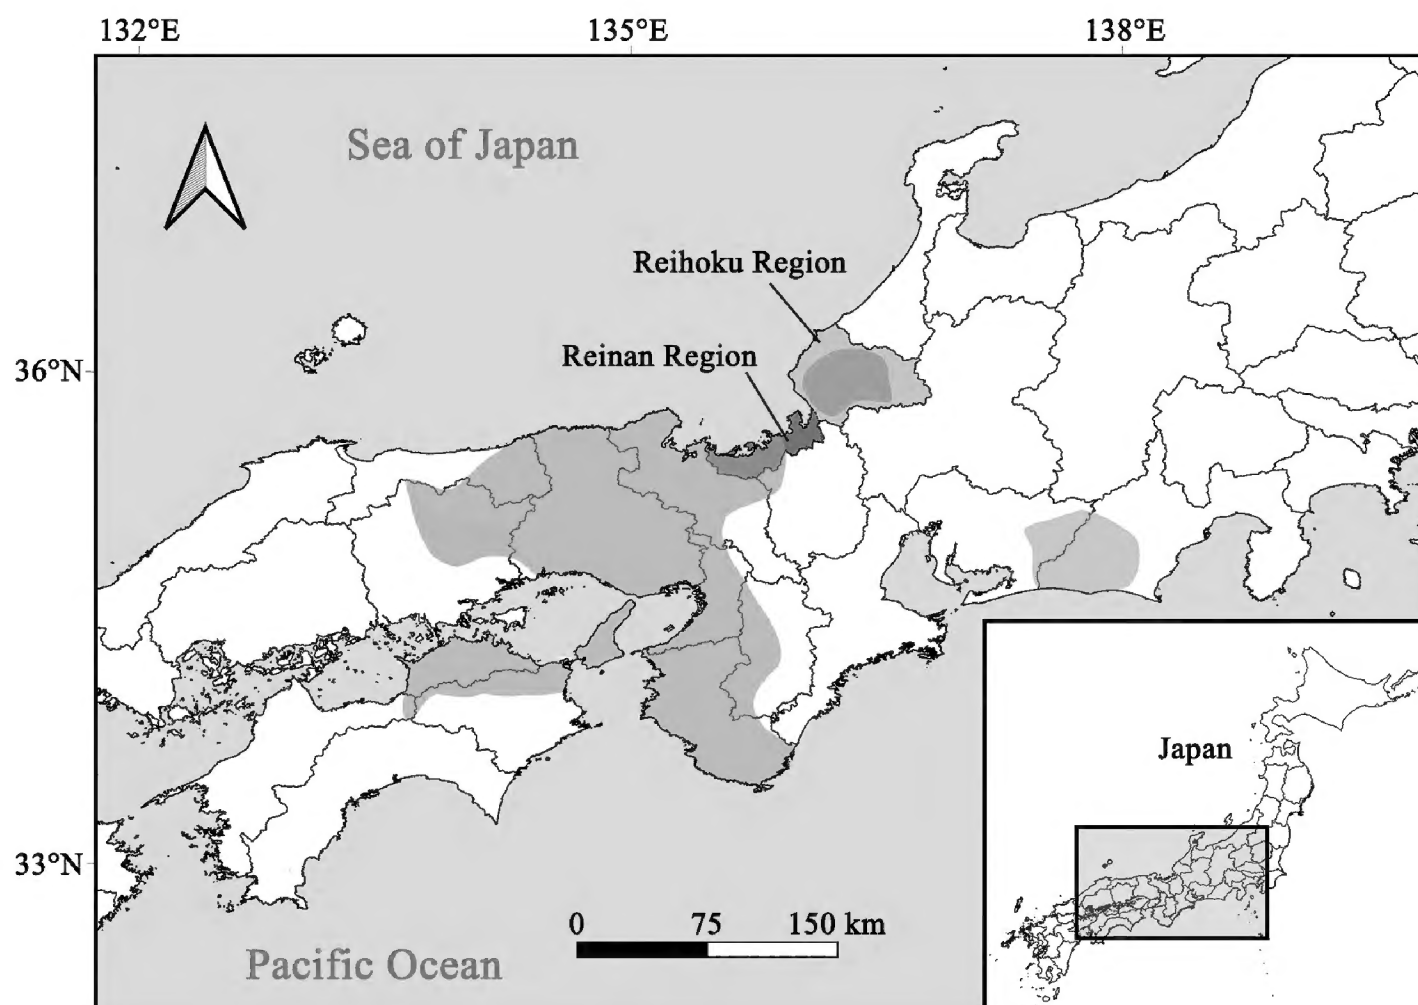 132°E 135°E 138°E
Sea of Japan
Reihoku Region
Reinan Region
36°N
Japan
33°N
0 75 150 km
Pacific Ocean